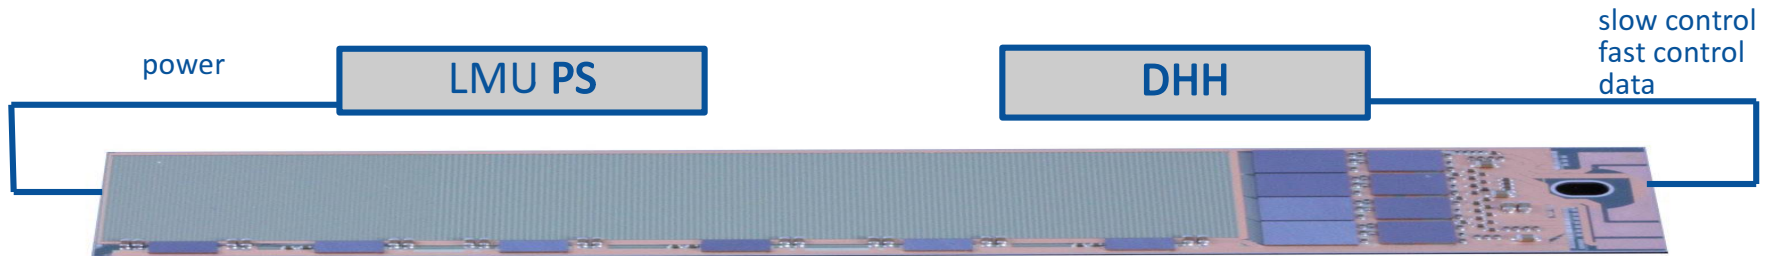 power
LMU PS
DHH
slow control
fast control
data